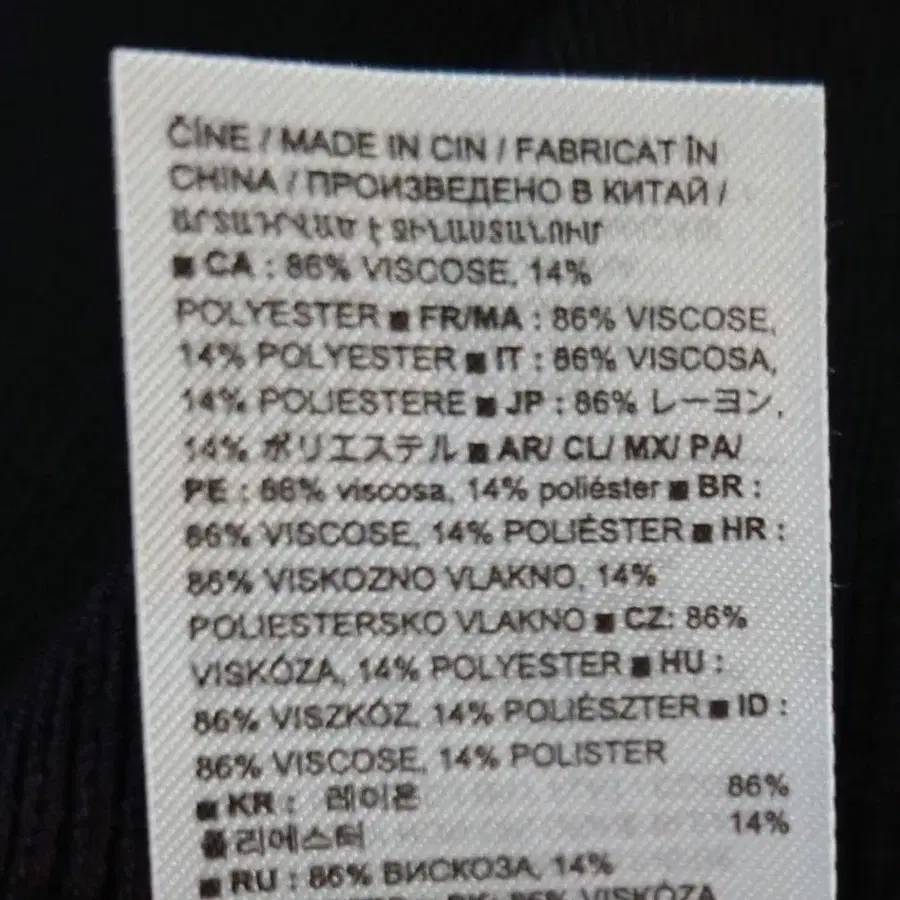 ČÍNE / MADE IN CIN / FABRICAT ÎN
CHINA / ПРОИЗВЕДЕНО В КИТАЙ /
ԱՐՏԱԴՐՎԱԾ Է ՉԻՆԱՍՏԱՆՈՒՄ
■ CA : 86% VISCOSE, 14%
POLYESTER ■ FR/MA : 86% VISCOSE,
14% POLYESTER ■ IT : 86% VISCOSA,
14% POLIESTERE ■ JP : 86% レーヨン,
14% ポリエステル ■ AR/ CL/ MX/ PA/
PE : 86% viscosa, 14% poliéster ■ BR :
86% VISCOSE, 14% POLIÉSTER ■ HR :
86% VISKOZNO VLAKNO, 14%
POLIESTERSKO VLAKNO ■ CZ: 86%
VISKÓZA, 14% POLYESTER ■ HU :
86% VISZKÓZ, 14% POLIÉSZTER ■ ID :
86% VISCOSE, 14% POLISTER
■ KR : 레이온 86%
폴리에스터 14%
■ RU : 86% ВИСКОЗА, 14%
86% VISKÓZA